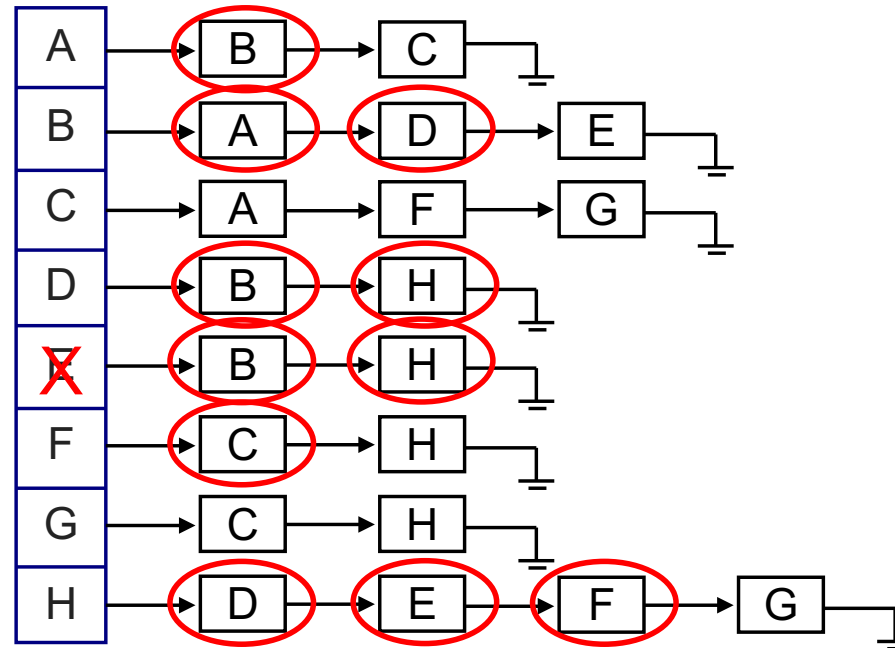 A B C
B A D E
C A F G
D B H
E B H
F C H
G C H
H D E F G